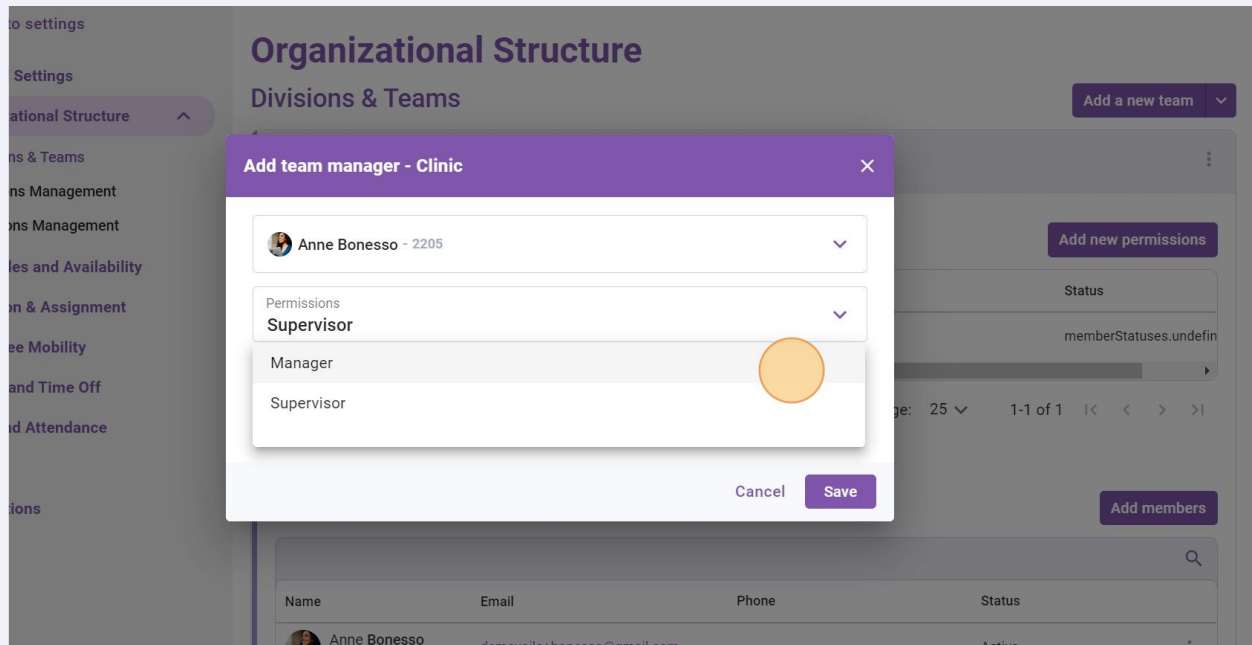 to settings
Settings
ational Structure
ns & Teams
ns Management
ons Management
les and Availability
on & Assignment
ee Mobility
and Time Off
nd Attendance
ions
Organizational Structure
Divisions & Teams
Add a new team
Add team manager - Clinic
Anne Bonesso - 2205
Permissions
Supervisor
Manager
Supervisor
Cancel Save
Add new permissions
Status
memberStatuses.undefin
ge: 25 1-1 of 1
Add members
Name Email Phone Status
Anne Bonesso
Active